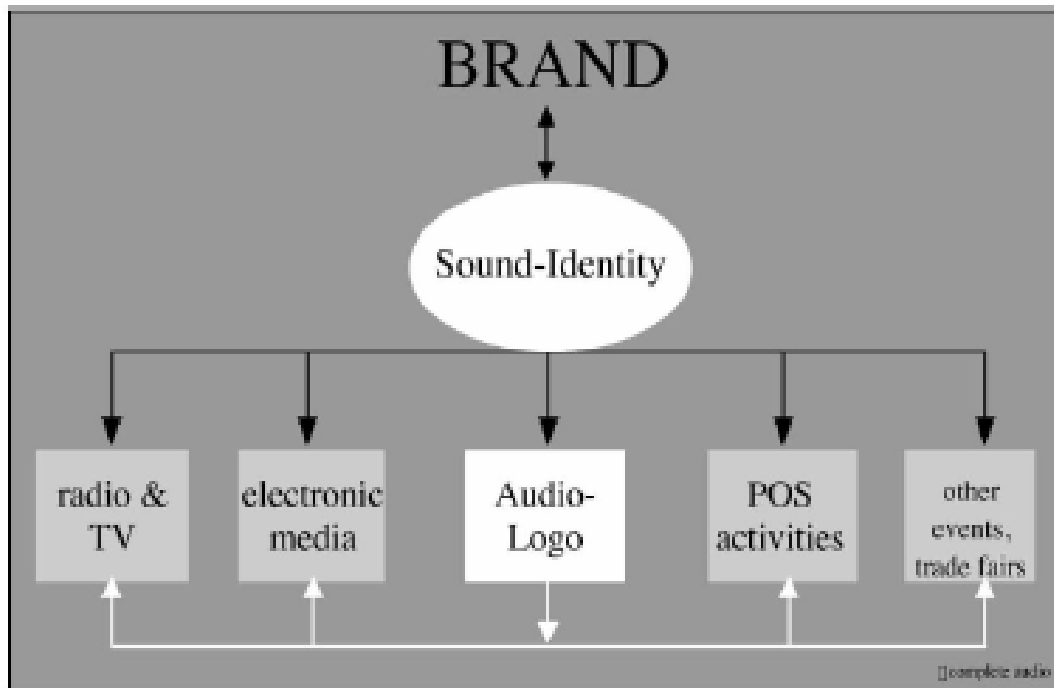 BRAND
Sound-Identity
radio &
TV
electronic
media
Audio-
Logo
POS
activities
other
events,
trade fairs
complete audio